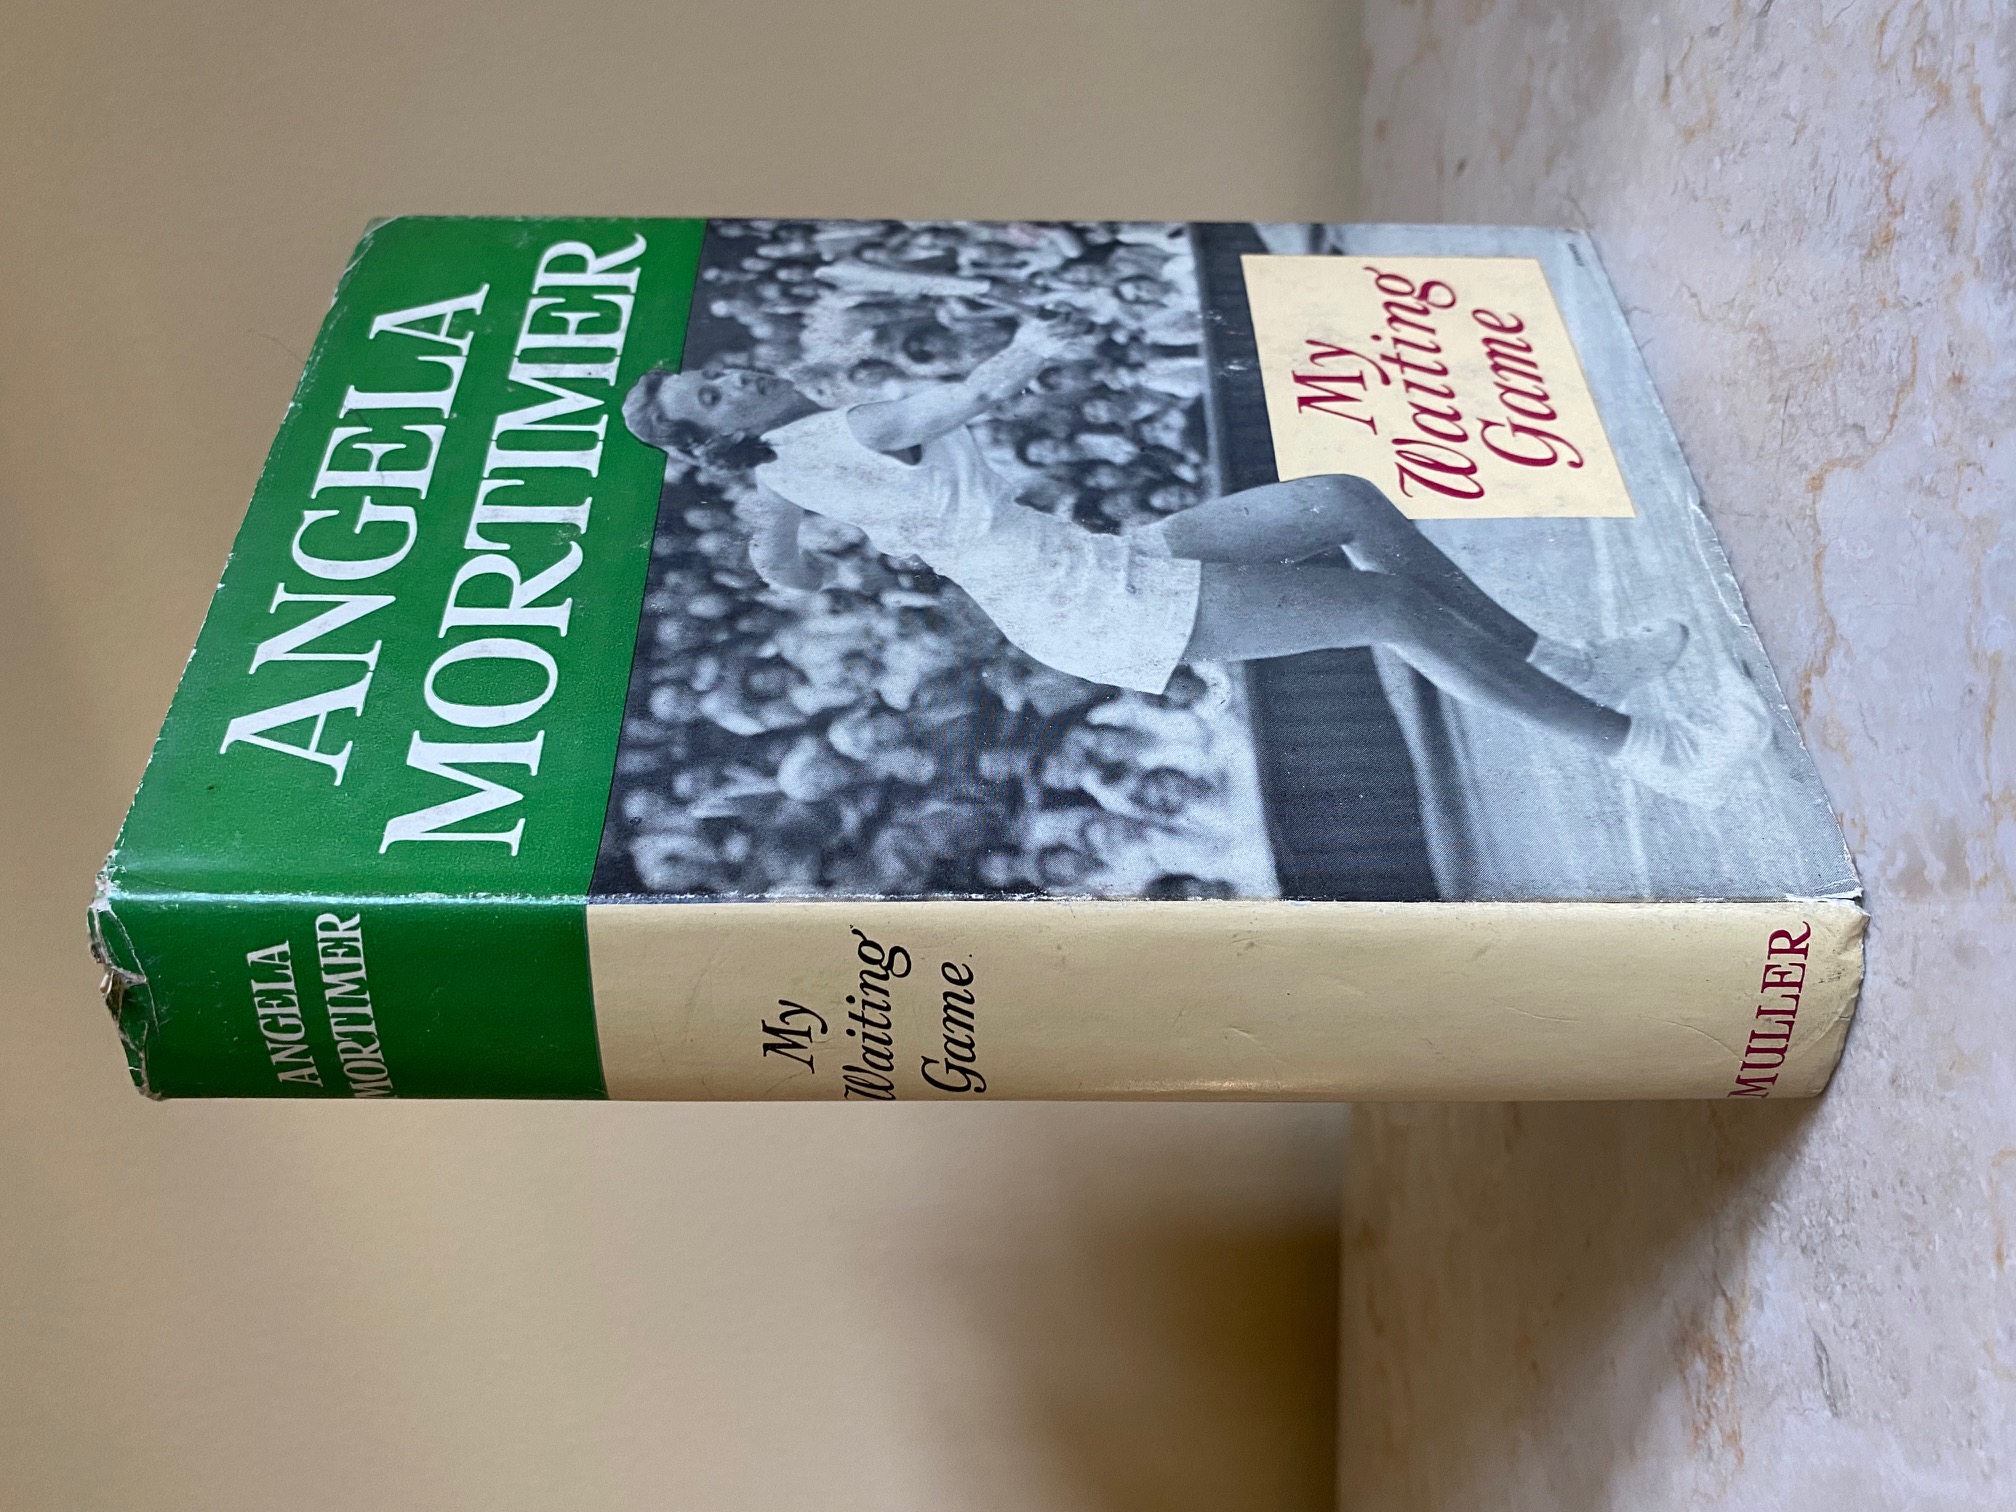 ANGELA
MORTIMER
My
Waiting
Game
ANGELA
MORTIMER
My
Waiting
Game
MULLER